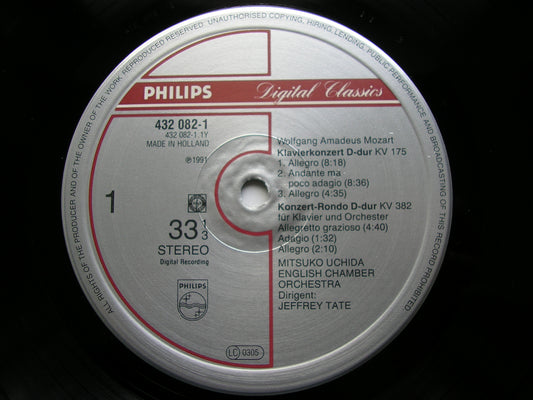 ALL RIGHTS OF THE PRODUCER AND OF THE OWNER OF THE WORK REPRODUCED RESERVED. UNAUTHORISED COPYING, HIRING, LENDING, PUBLIC PERFORMANCE AND BROADCASTING OF THIS RECORD PROHIBITED.
PHILIPS Digital Classics
432 082-1
432 082-1.1Y
MADE IN HOLLAND
℗1991
1
33 1/3
STEREO
Digital Recording
PHILIPS
Wolfgang Amadeus Mozart
Klavierkonzert D-dur KV 175
1. Allegro (8:18)
2. Andante ma
poco adagio (8:36)
3. Allegro (4:35)
Konzert-Rondo D-dur KV 382
für Klavier und Orchester
Allegretto grazioso (4:40)
Adagio (1:32)
Allegro (2:10)
MITSUKO UCHIDA
ENGLISH CHAMBER
ORCHESTRA
Dirigent:
JEFFREY TATE
LC 0305